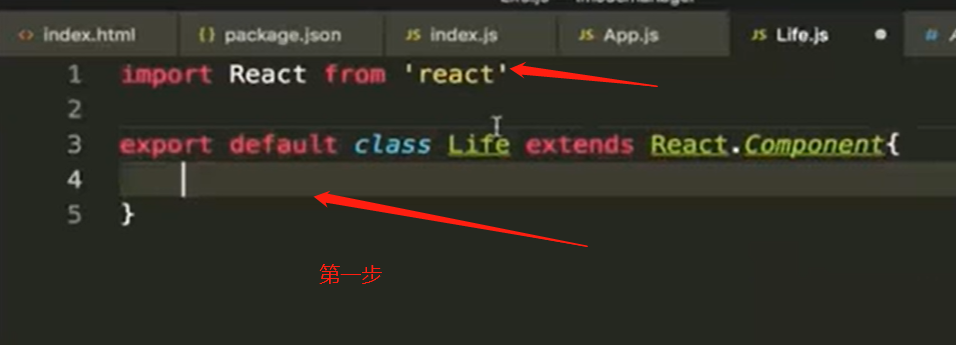 index.html {} package.json JS index.js JS App.js JS Life.js #
1 import React from 'react'
2
3 export default class Life extends React.Component{
4
5 }
第一步